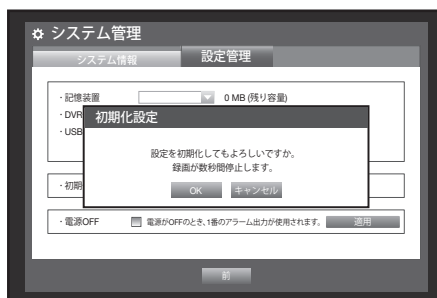 システム管理
システム情報
設定管理
・記憶装置
0 MB (残り容量)
・DVR
・USB
初期化設定
設定を初期化してもよろしいですか。
録画が数秒間停止します。
OK
キャンセル
・初期
・電源OFF
電源がOFFのとき、1番のアラーム出力が使用されます。
適用
前